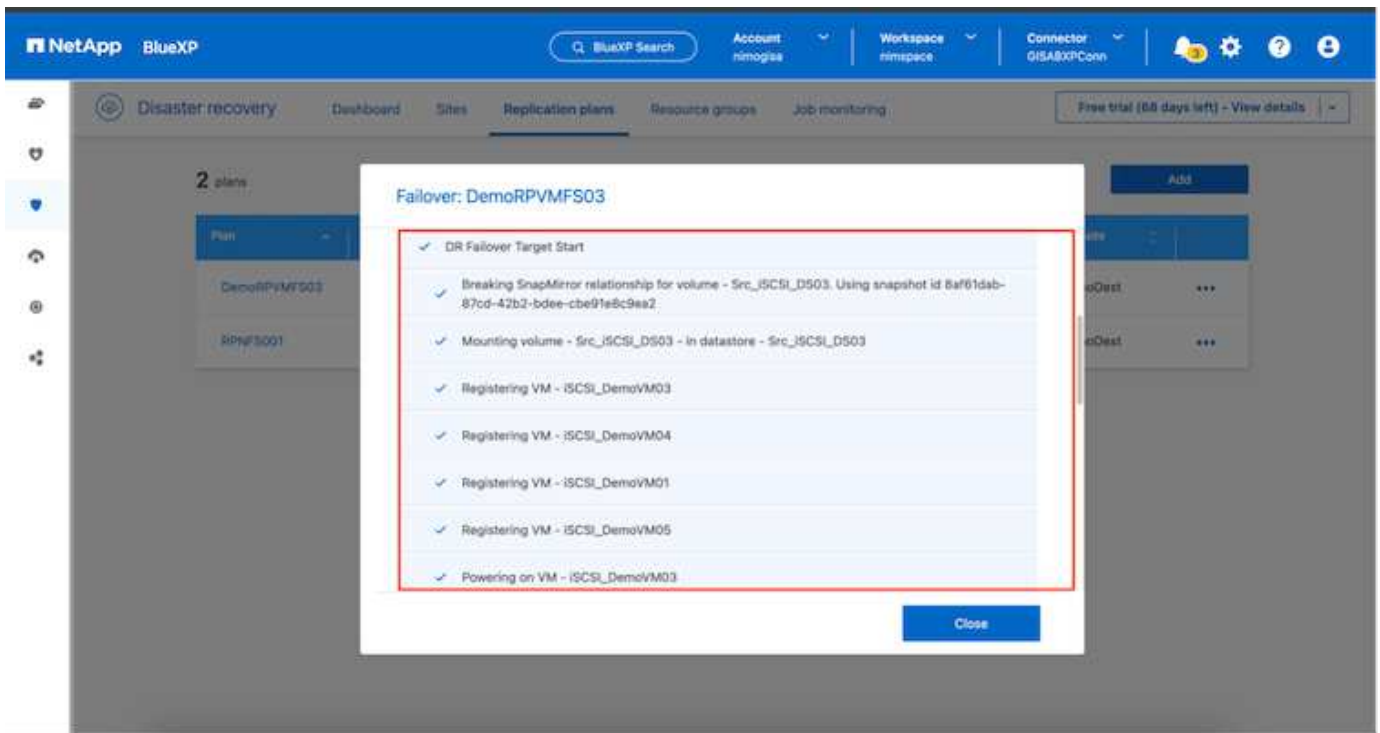 NetApp BlueXP
BlueXP Search
Account
nimogisa
Workspace
nimspace
Connector
GISABXPConn
3
Disaster recovery
Dashboard
Sites
Replication plans
Resource groups
Job monitoring
Free trial (68 days left) - View details
2 plans
Add
Plan
Failover: DemoRPVMFS03
DR Failover Target Start
Breaking SnapMirror relationship for volume - Src_iSCSI_DS03. Using snapshot id 8af61dab-
87cd-42b2-bdee-cbe91e8c9ea2
Mounting volume - Src_iSCSI_DS03 - in datastore - Src_iSCSI_DS03
Registering VM - iSCSI_DemoVM03
Registering VM - iSCSI_DemoVM04
Registering VM - iSCSI_DemoVM01
Registering VM - iSCSI_DemoVM05
Powering on VM - iSCSI_DemoVM03
DemoRPVMFS03
oDest
RPNFS001
oDest
Close